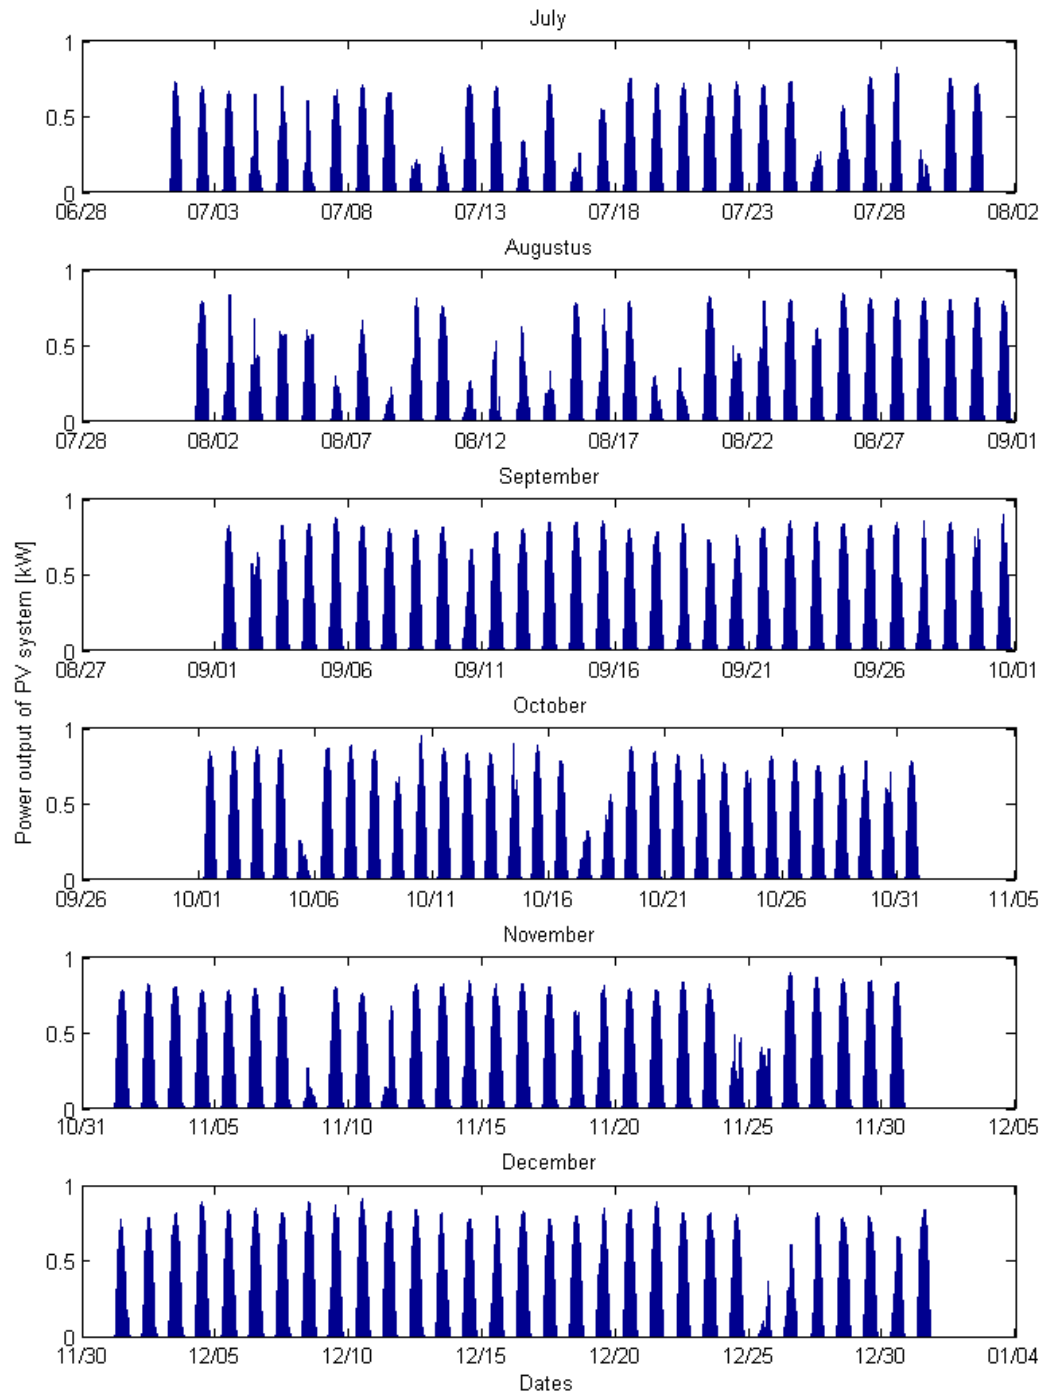 July
1
0.5
0
06/28 07/03 07/08 07/13 07/18 07/23 07/28 08/02
Augustus
1
0.5
0
07/28 08/02 08/07 08/12 08/17 08/22 08/27 09/01
September
1
0.5
0
08/27 09/01 09/06 09/11 09/16 09/21 09/26 10/01
Power output of PV system [kW]
October
1
0.5
0
09/26 10/01 10/06 10/11 10/16 10/21 10/26 10/31 11/05
November
1
0.5
0
10/31 11/05 11/10 11/15 11/20 11/25 11/30 12/05
December
1
0.5
0
11/30 12/05 12/10 12/15 12/20 12/25 12/30 01/04
Dates